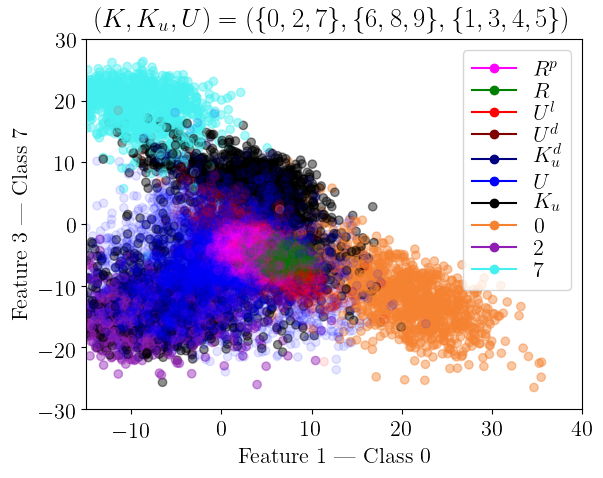 (K, K_u, U) = ({0, 2, 7}, {6, 8, 9}, {1, 3, 4, 5})
30
20
10
0
−10
−20
−30
Feature 3 — Class 7
R^p
R
U^l
U^d
K_u^d
U
K_u
0
2
7
−10
0
10
20
30
40
Feature 1 — Class 0